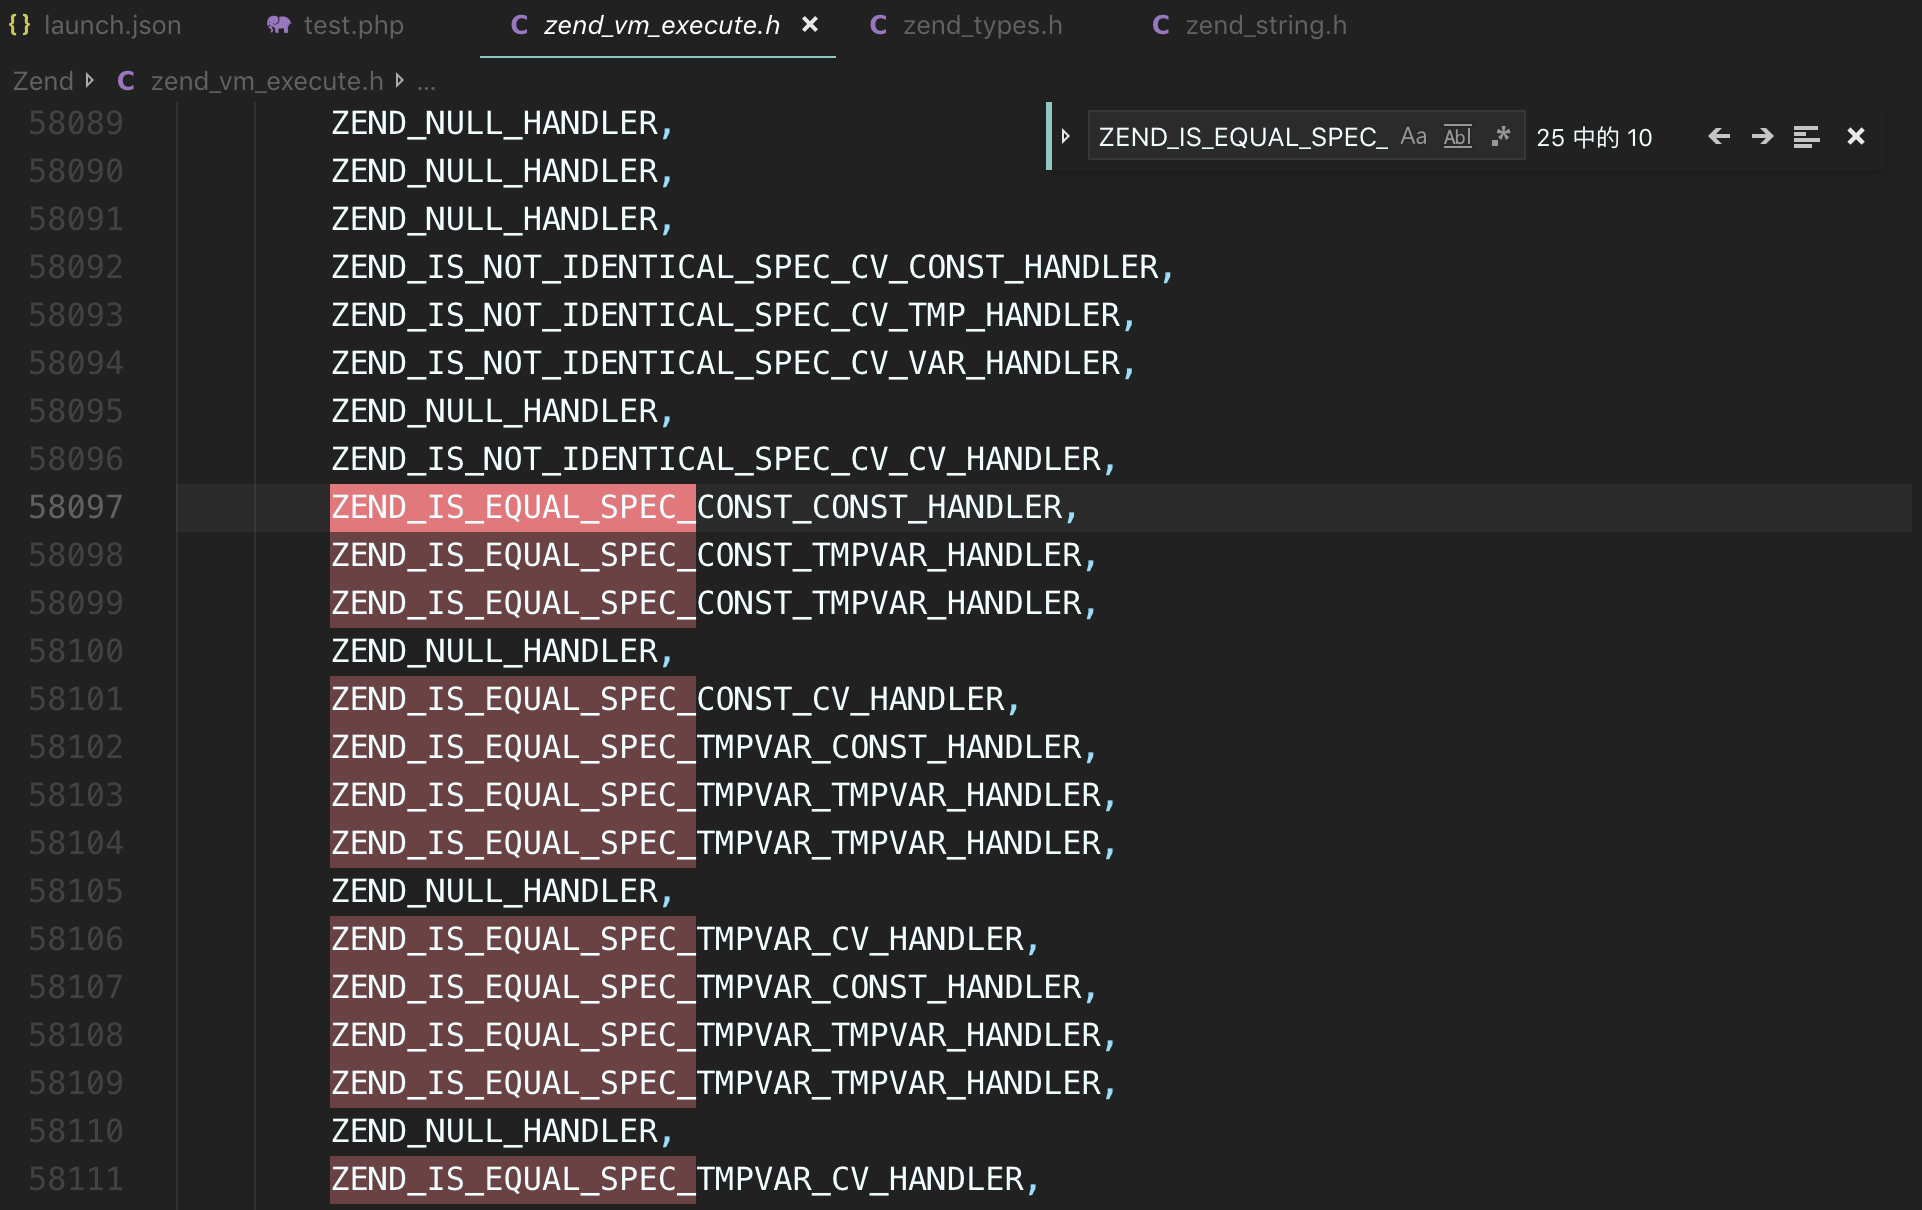 {} launch.json test.php C zend_vm_execute.h × C zend_types.h C zend_string.h
Zend C zend_vm_execute.h ...
ZEND_IS_EQUAL_SPEC_ Aa Abl .* 25 中的 10
58089 ZEND_NULL_HANDLER,
58090 ZEND_NULL_HANDLER,
58091 ZEND_NULL_HANDLER,
58092 ZEND_IS_NOT_IDENTICAL_SPEC_CV_CONST_HANDLER,
58093 ZEND_IS_NOT_IDENTICAL_SPEC_CV_TMP_HANDLER,
58094 ZEND_IS_NOT_IDENTICAL_SPEC_CV_VAR_HANDLER,
58095 ZEND_NULL_HANDLER,
58096 ZEND_IS_NOT_IDENTICAL_SPEC_CV_CV_HANDLER,
58097 ZEND_IS_EQUAL_SPEC_CONST_CONST_HANDLER,
58098 ZEND_IS_EQUAL_SPEC_CONST_TMPVAR_HANDLER,
58099 ZEND_IS_EQUAL_SPEC_CONST_TMPVAR_HANDLER,
58100 ZEND_NULL_HANDLER,
58101 ZEND_IS_EQUAL_SPEC_CONST_CV_HANDLER,
58102 ZEND_IS_EQUAL_SPEC_TMPVAR_CONST_HANDLER,
58103 ZEND_IS_EQUAL_SPEC_TMPVAR_TMPVAR_HANDLER,
58104 ZEND_IS_EQUAL_SPEC_TMPVAR_TMPVAR_HANDLER,
58105 ZEND_NULL_HANDLER,
58106 ZEND_IS_EQUAL_SPEC_TMPVAR_CV_HANDLER,
58107 ZEND_IS_EQUAL_SPEC_TMPVAR_CONST_HANDLER,
58108 ZEND_IS_EQUAL_SPEC_TMPVAR_TMPVAR_HANDLER,
58109 ZEND_IS_EQUAL_SPEC_TMPVAR_TMPVAR_HANDLER,
58110 ZEND_NULL_HANDLER,
58111 ZEND_IS_EQUAL_SPEC_TMPVAR_CV_HANDLER,